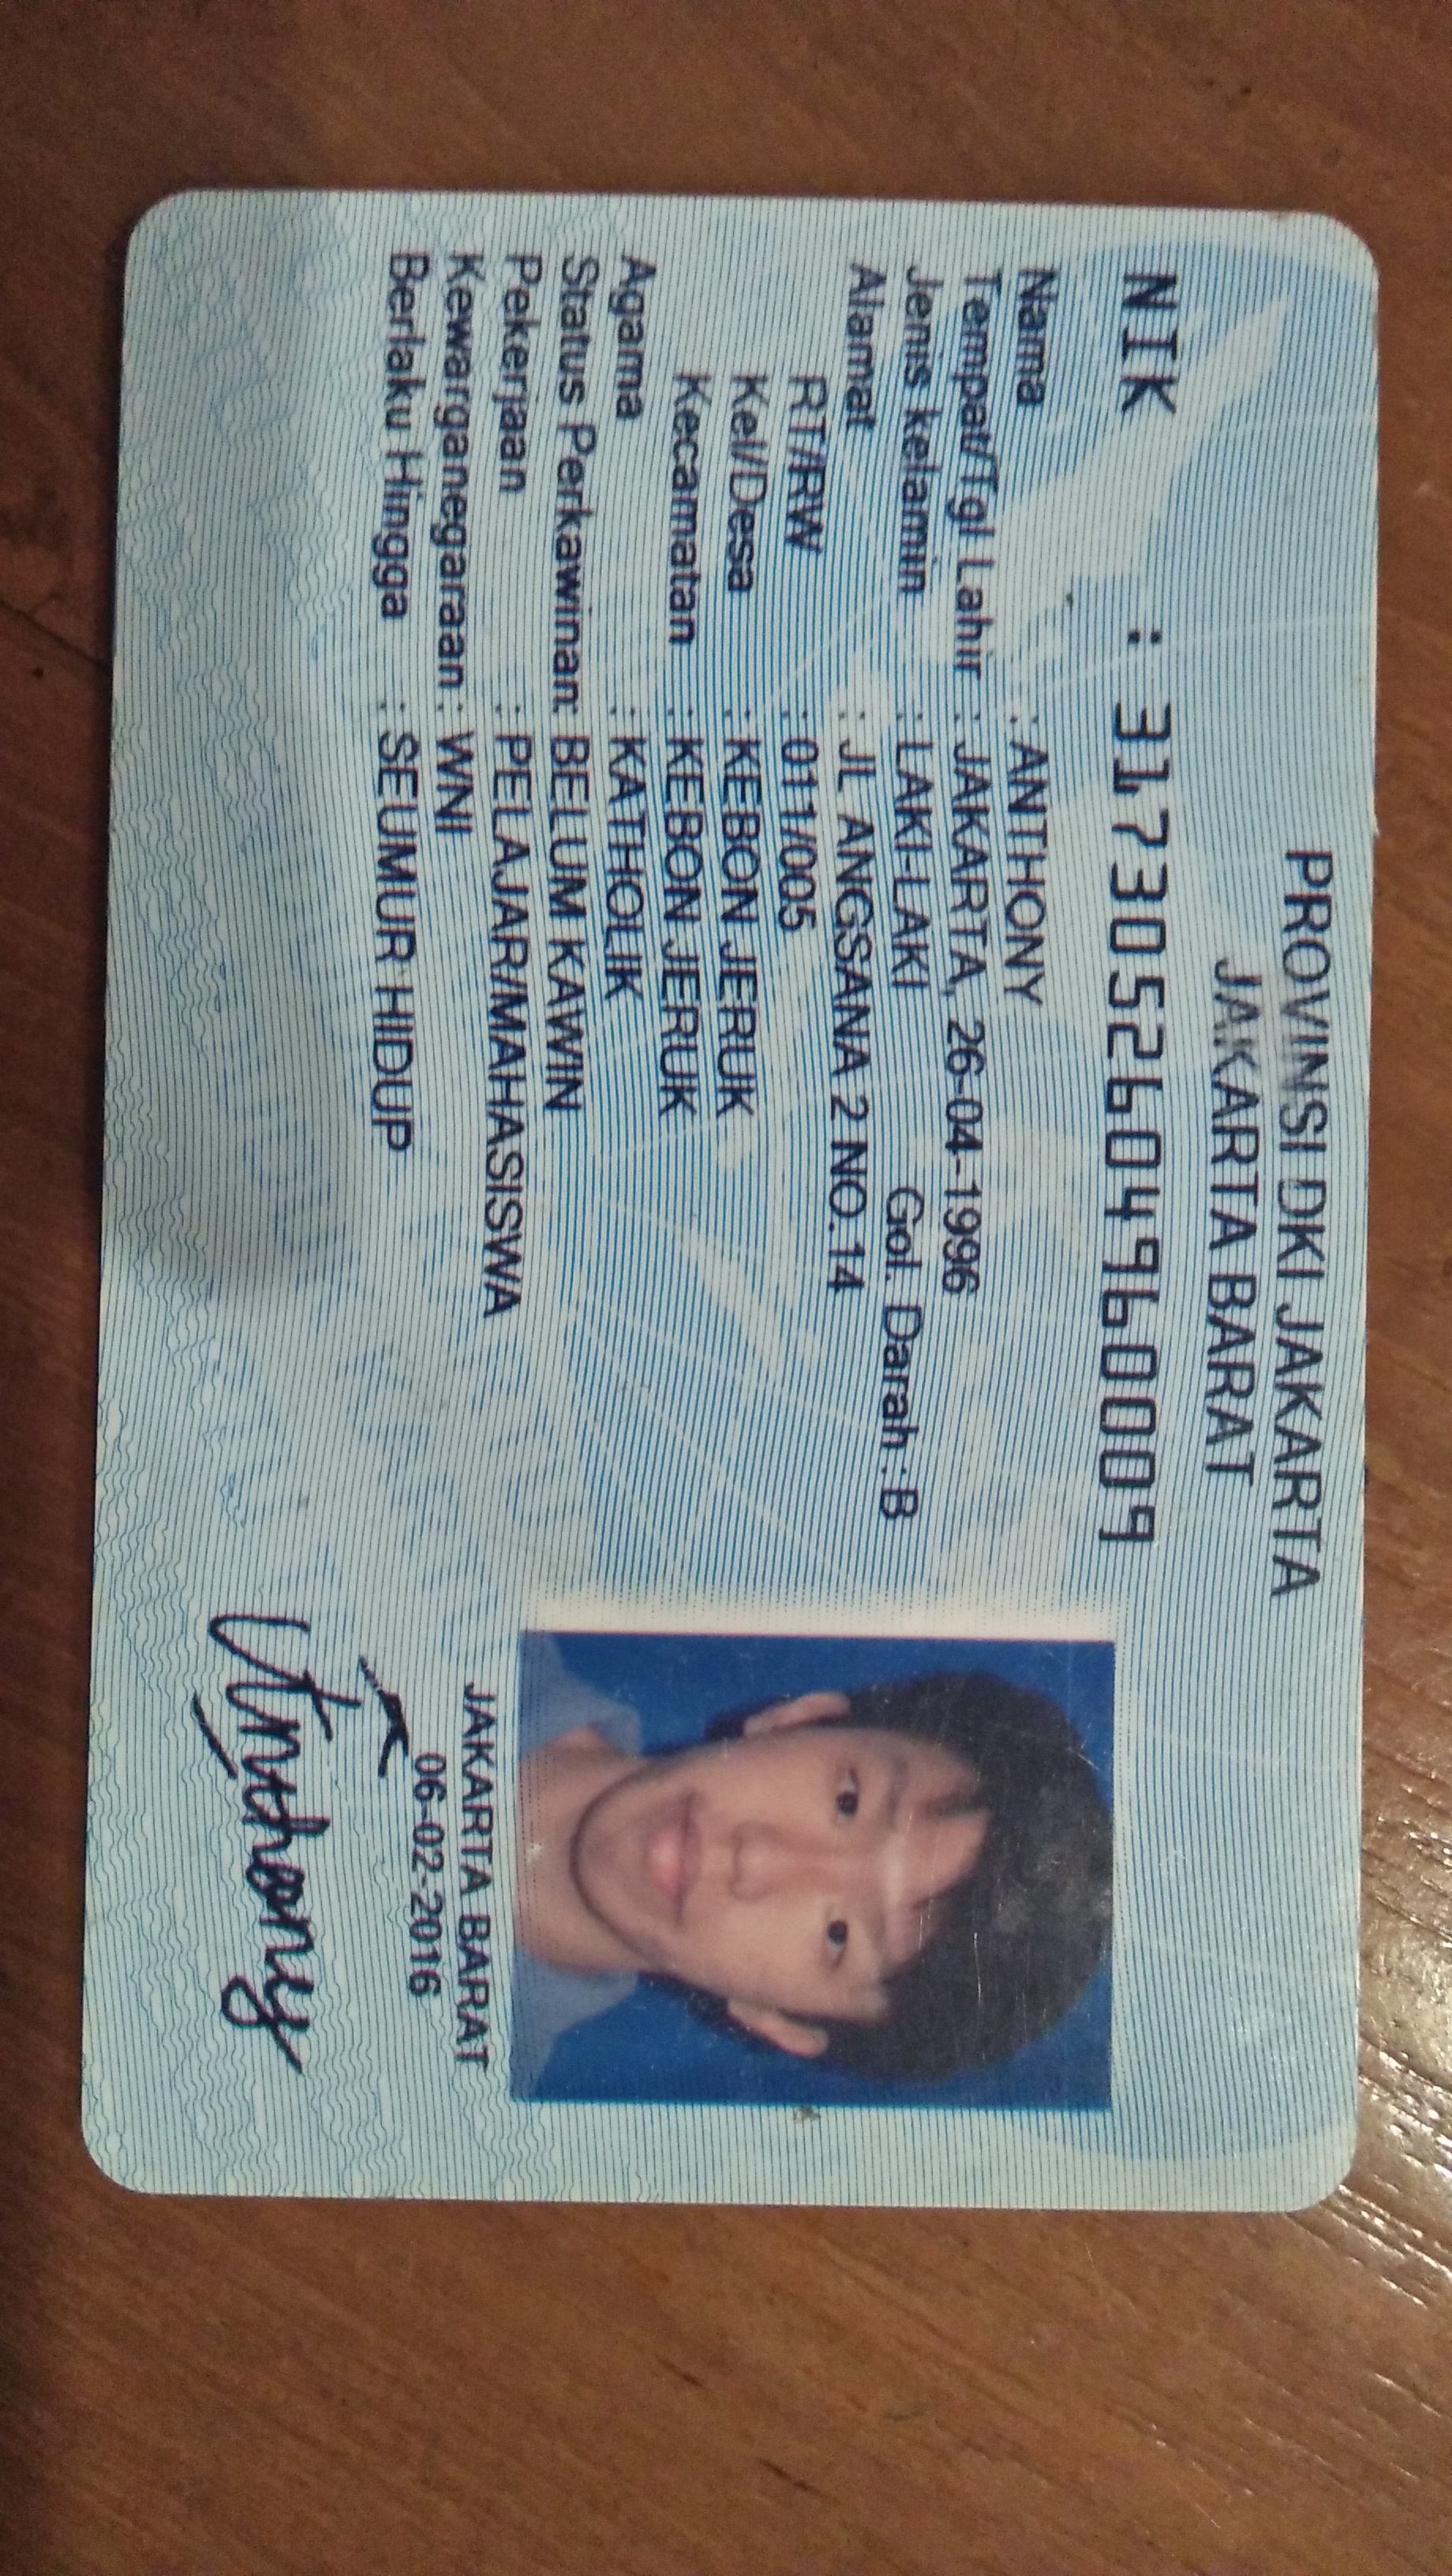 PROVINSI DKI JAKARTA
JAKARTA BARAT
NIK : 3173052604960009
Nama : ANTHONY
Tempat/Tgl Lahir : JAKARTA, 26-04-1996
Jenis kelamin : LAKI-LAKI Gol. Darah : B
Alamat : JL ANGSANA 2 NO.14
RT/RW : 011/005
Kel/Desa : KEBON JERUK
Kecamatan : KEBON JERUK
Agama : KATHOLIK
Status Perkawinan: BELUM KAWIN
Pekerjaan : PELAJAR/MAHASISWA
Kewarganegaraan: WNI
Berlaku Hingga : SEUMUR HIDUP
JAKARTA BARAT
06-02-2016
Anthony